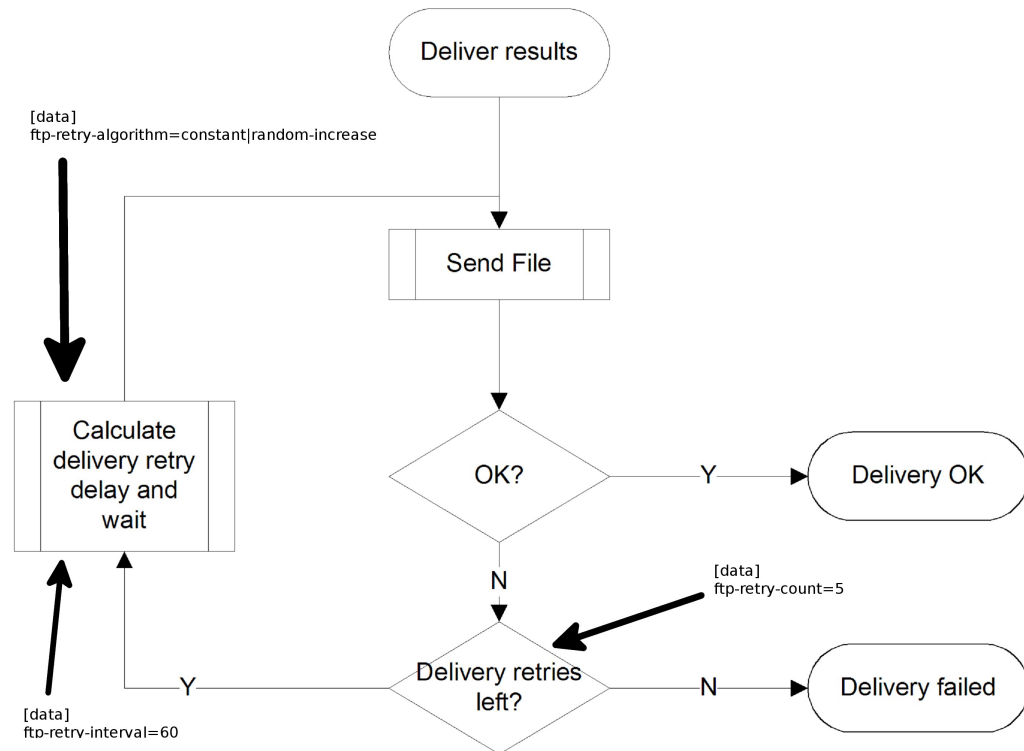 Deliver results
[data]
ftp-retry-algorithm=constant|random-increase
Send File
Calculate
delivery retry
delay and
wait
OK?
Y
Delivery OK
N
[data]
ftp-retry-count=5
Delivery retries
left?
Y
N
Delivery failed
[data]
ftp-retry-interval=60